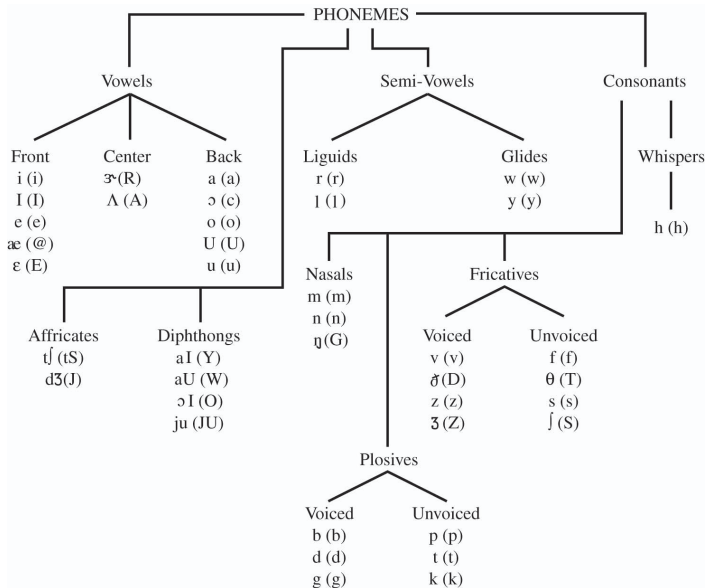 PHONEMES
Vowels
Semi-Vowels
Consonants
Front
i (i)
I (I)
e (e)
æ (@)
ε (E)
Center
ɝ (R)
Λ (A)
Back
a (a)
ɔ (c)
o (o)
U (U)
u (u)
Liguids
r (r)
l (l)
Glides
w (w)
y (y)
Whispers
h (h)
Affricates
tʃ (tS)
dʒ (J)
Diphthongs
aI (Y)
aU (W)
ɔI (O)
ju (JU)
Nasals
m (m)
n (n)
ŋ (G)
Fricatives
Voiced
v (v)
ð (D)
z (z)
ʒ (Z)
Unvoiced
f (f)
θ (T)
s (s)
ʃ (S)
Plosives
Voiced
b (b)
d (d)
g (g)
Unvoiced
p (p)
t (t)
k (k)